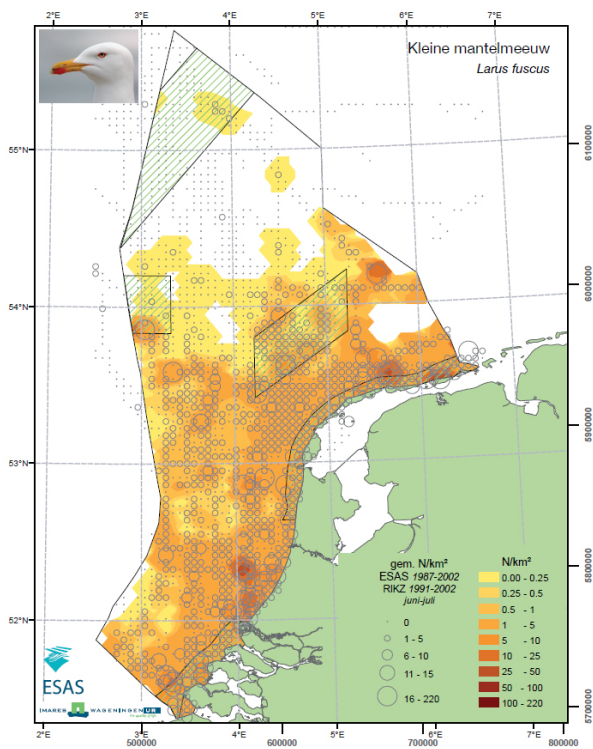 2°E 3°E 4°E 5°E 6°E 7°E
Kleine mantelmeeuw
Larus fuscus
55°N
6100000
54°N
6000000
5900000
53°N
5800000
52°N
5700000
gem. N/km²
ESAS 1987-2002
RIKZ 1991-2002
juni-juli
0
1 - 5
6 - 10
11 - 15
16 - 220
N/km²
0.00 - 0.25
0.25 - 0.5
0.5 - 1
1 - 5
5 - 10
10 - 25
25 - 50
50 - 100
100 - 220
ESAS
IMARES WAGENINGEN UR
2°E 3°E 4°E 5°E 6°E
500000 600000 700000 800000